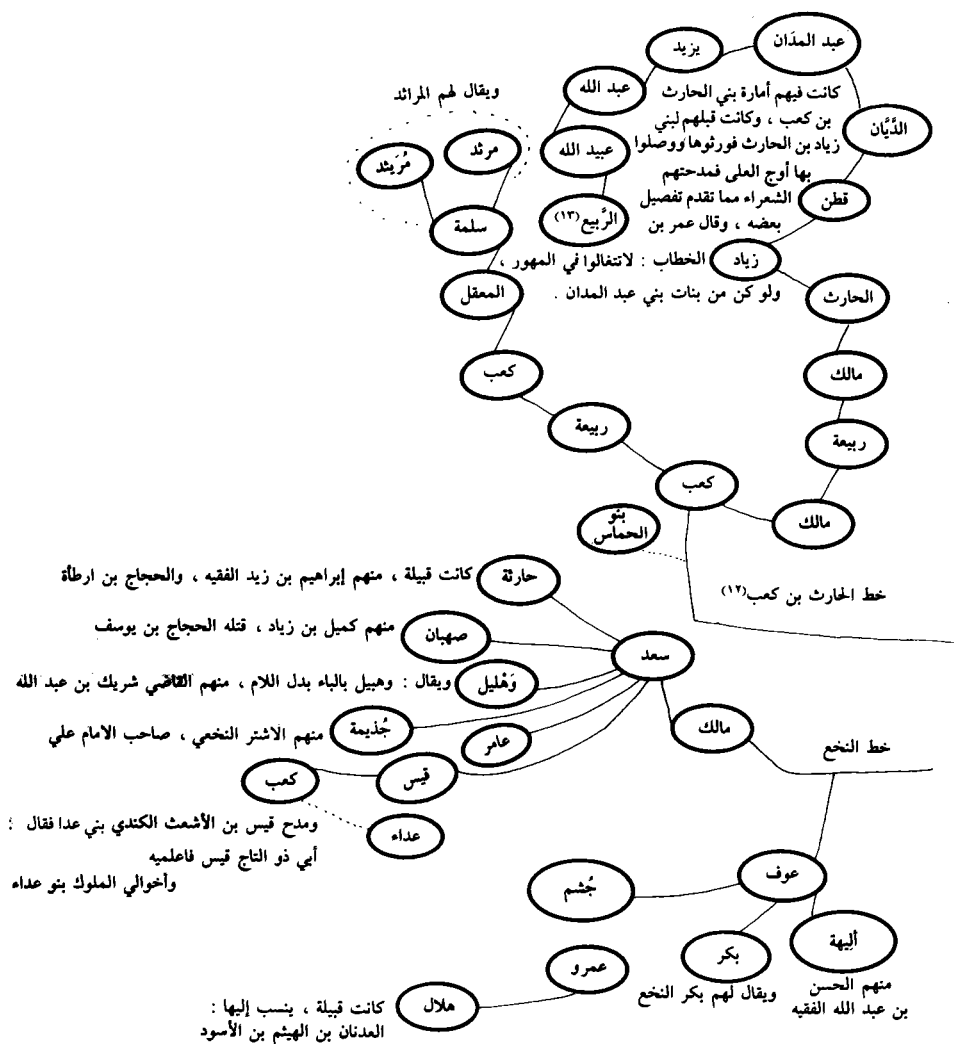 عبد المدَان
يزيد
عبد الله
عبيد الله
الرَّبيع (١٣)
الدَّيَّان
قطن
زياد
الحارث
مالك
ربيعة
مالك
كعب
كانت فيهم أمارة بني الحارث
بن كعب ، وكانت قبلهم لبني
زياد بن الحارث فورثوها ووصلوا
بها أوج العلى فمدحتهم
الشعراء مما تقدم تفصيل
بعضه ، وقال عمر بن
الخطاب : لاتتغالوا في المهور ،
ولو كن من بنات بني عبد المدان .
ويقال لهم المراثد
مرثد
مُرَيثد
سلمة
المعقل
كعب
ربيعة
بنو
الحماس
خط الحارث بن كعب (١٢)
حارثة
كانت قبيلة ، منهم إبراهيم بن زيد الفقيه ، والحجاج بن ارطأة
صهبان
منهم كميل بن زياد ، قتله الحجاج بن يوسف
سعد
وَهْليل
ويقال : وهبيل بالباء بدل اللام ، منهم القاضي شريك بن عبد الله
جُذيمة
منهم الاشتر النخعي ، صاحب الامام علي
عامر
مالك
خط النخع
قيس
كعب
عداء
ومدح قيس بن الأشعث الكندي بني عدا فقال :
أبي ذو التاج قيس فاعلميه
وأخوالي الملوك بنو عداء
عوف
جُشم
أليهة
منهم الحسن
بن عبد الله الفقيه
بكر
ويقال لهم بكر النخع
عمرو
هلال
كانت قبيلة ، ينسب إليها :
العدنان بن الهيثم بن الأسود